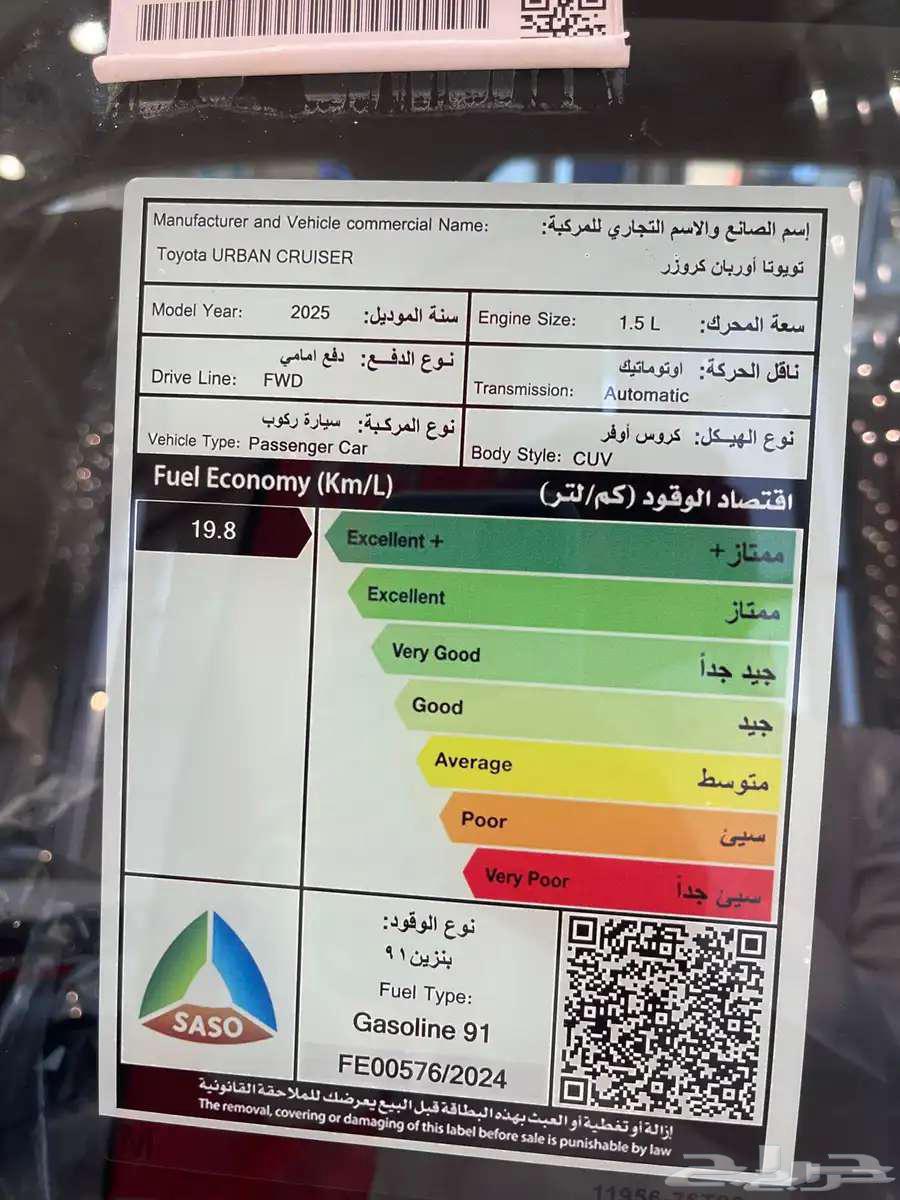 Manufacturer and Vehicle commercial Name: إسم الصانع والاسم التجاري للمركبة:
Toyota URBAN CRUISER تويوتا أوربان كروزر
Model Year: 2025 سنة الموديل:
Engine Size: 1.5 L سعة المحرك:
نوع الدفع: دفع امامي
Drive Line: FWD
ناقل الحركة: اوتوماتيك
Transmission: Automatic
نوع المركبة: سيارة ركوب
Vehicle Type: Passenger Car
نوع الهيكل: كروس أوفر
Body Style: CUV
Fuel Economy (Km/L) اقتصاد الوقود (كم/لتر)
19.8
Excellent + ممتاز +
Excellent ممتاز
Very Good جيد جداً
Good جيد
Average متوسط
Poor سيئ
Very Poor سيئ جداً
SASO
نوع الوقود:
بنزين ٩١
Fuel Type:
Gasoline 91
FE00576/2024
إزالة أو تغطية أو العبث بهذه البطاقة قبل البيع يعرضك للملاحقة القانونية
The removal, covering or damaging of this label before sale is punishable by law
حراج